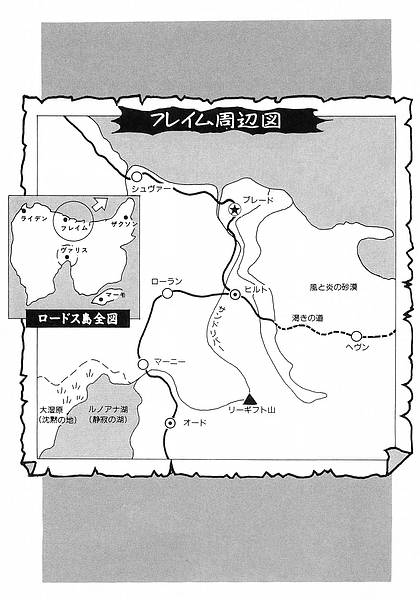 フレイム周辺図
シュヴァー
ブレード
ライデン
フレイム
ザクソン
ヴァリス
マーモ
ロードス島全図
ローラン
ヒルト
風と炎の砂漠
渇きの道
ヘヴン
サンドリバー
マーニー
リーギフト山
大湿原
(沈黙の地)
ルノアナ湖
(静寂の湖)
オード